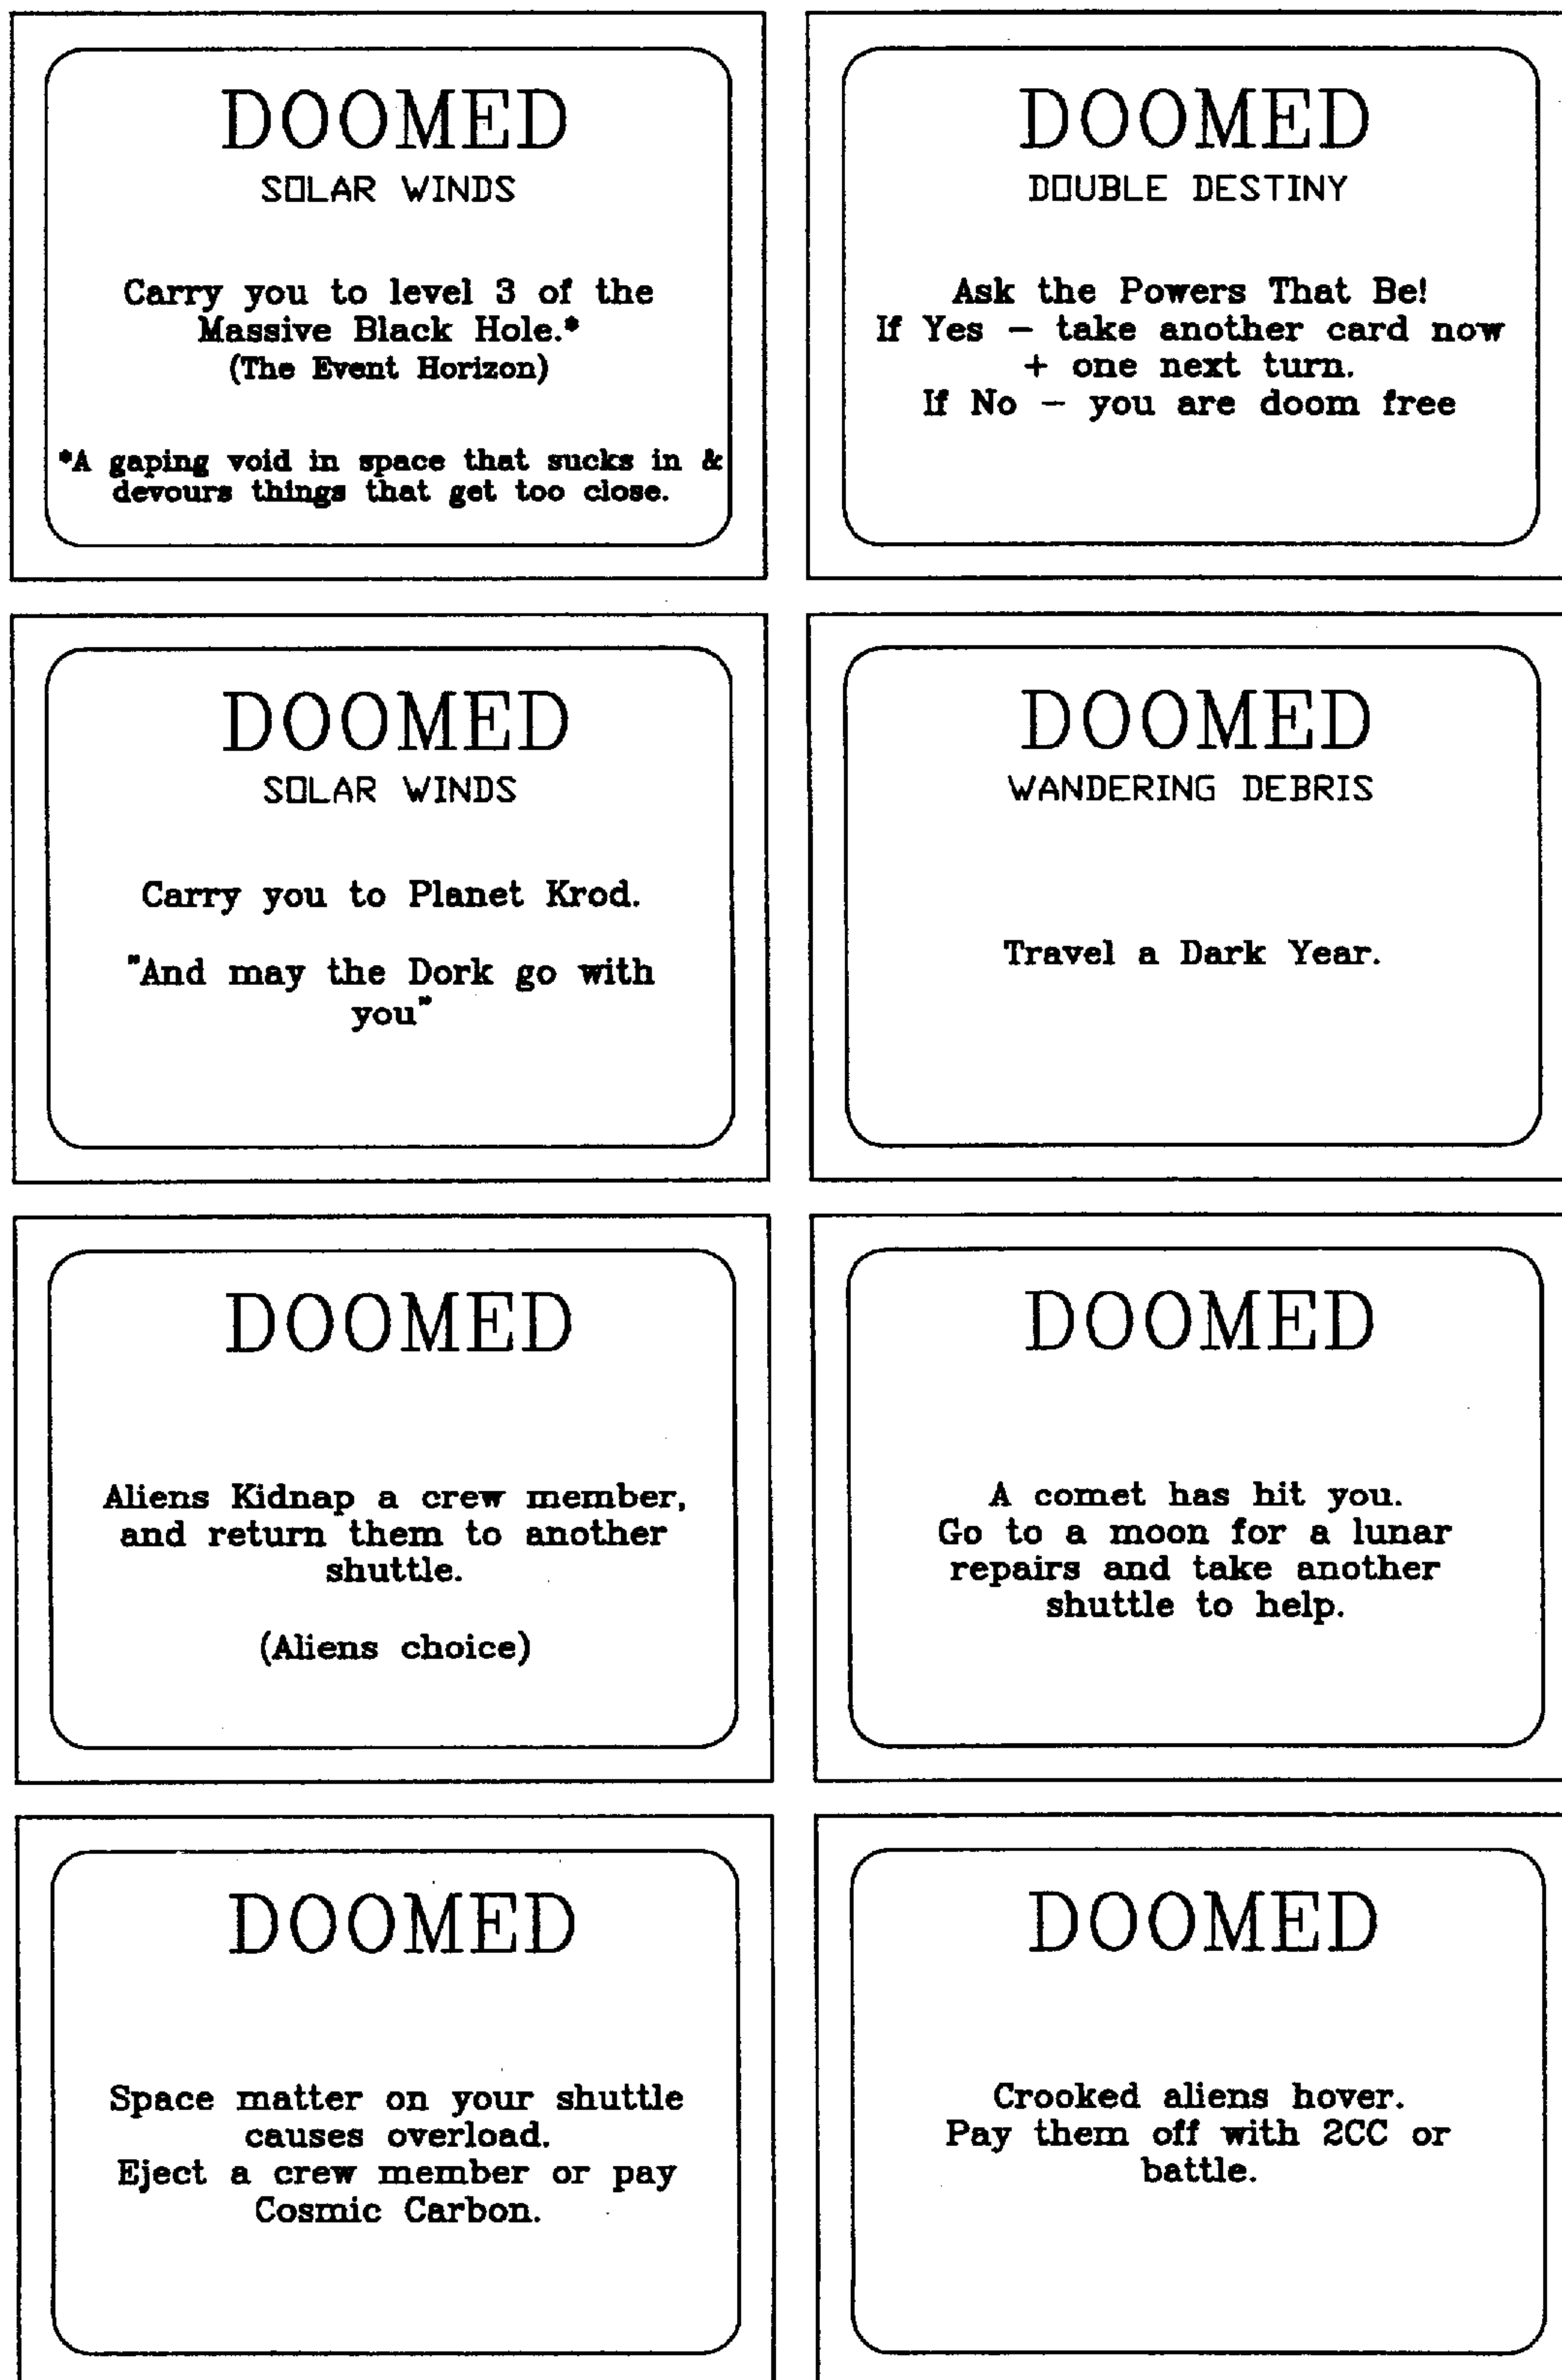 DOOMED
SOLAR WINDS
Carry you to level 3 of the
Massive Black Hole.*
(The Event Horizon)
*A gaping void in space that sucks in &
devours things that get too close.
DOOMED
DOUBLE DESTINY
Ask the Powers That Be!
If Yes – take another card now
+ one next turn.
If No – you are doom free
DOOMED
SOLAR WINDS
Carry you to Planet Krod.
"And may the Dork go with
you"
DOOMED
WANDERING DEBRIS
Travel a Dark Year.
DOOMED
Aliens Kidnap a crew member,
and return them to another
shuttle.
(Aliens choice)
DOOMED
A comet has hit you.
Go to a moon for a lunar
repairs and take another
shuttle to help.
DOOMED
Space matter on your shuttle
causes overload.
Eject a crew member or pay
Cosmic Carbon.
DOOMED
Crooked aliens hover.
Pay them off with 2CC or
battle.